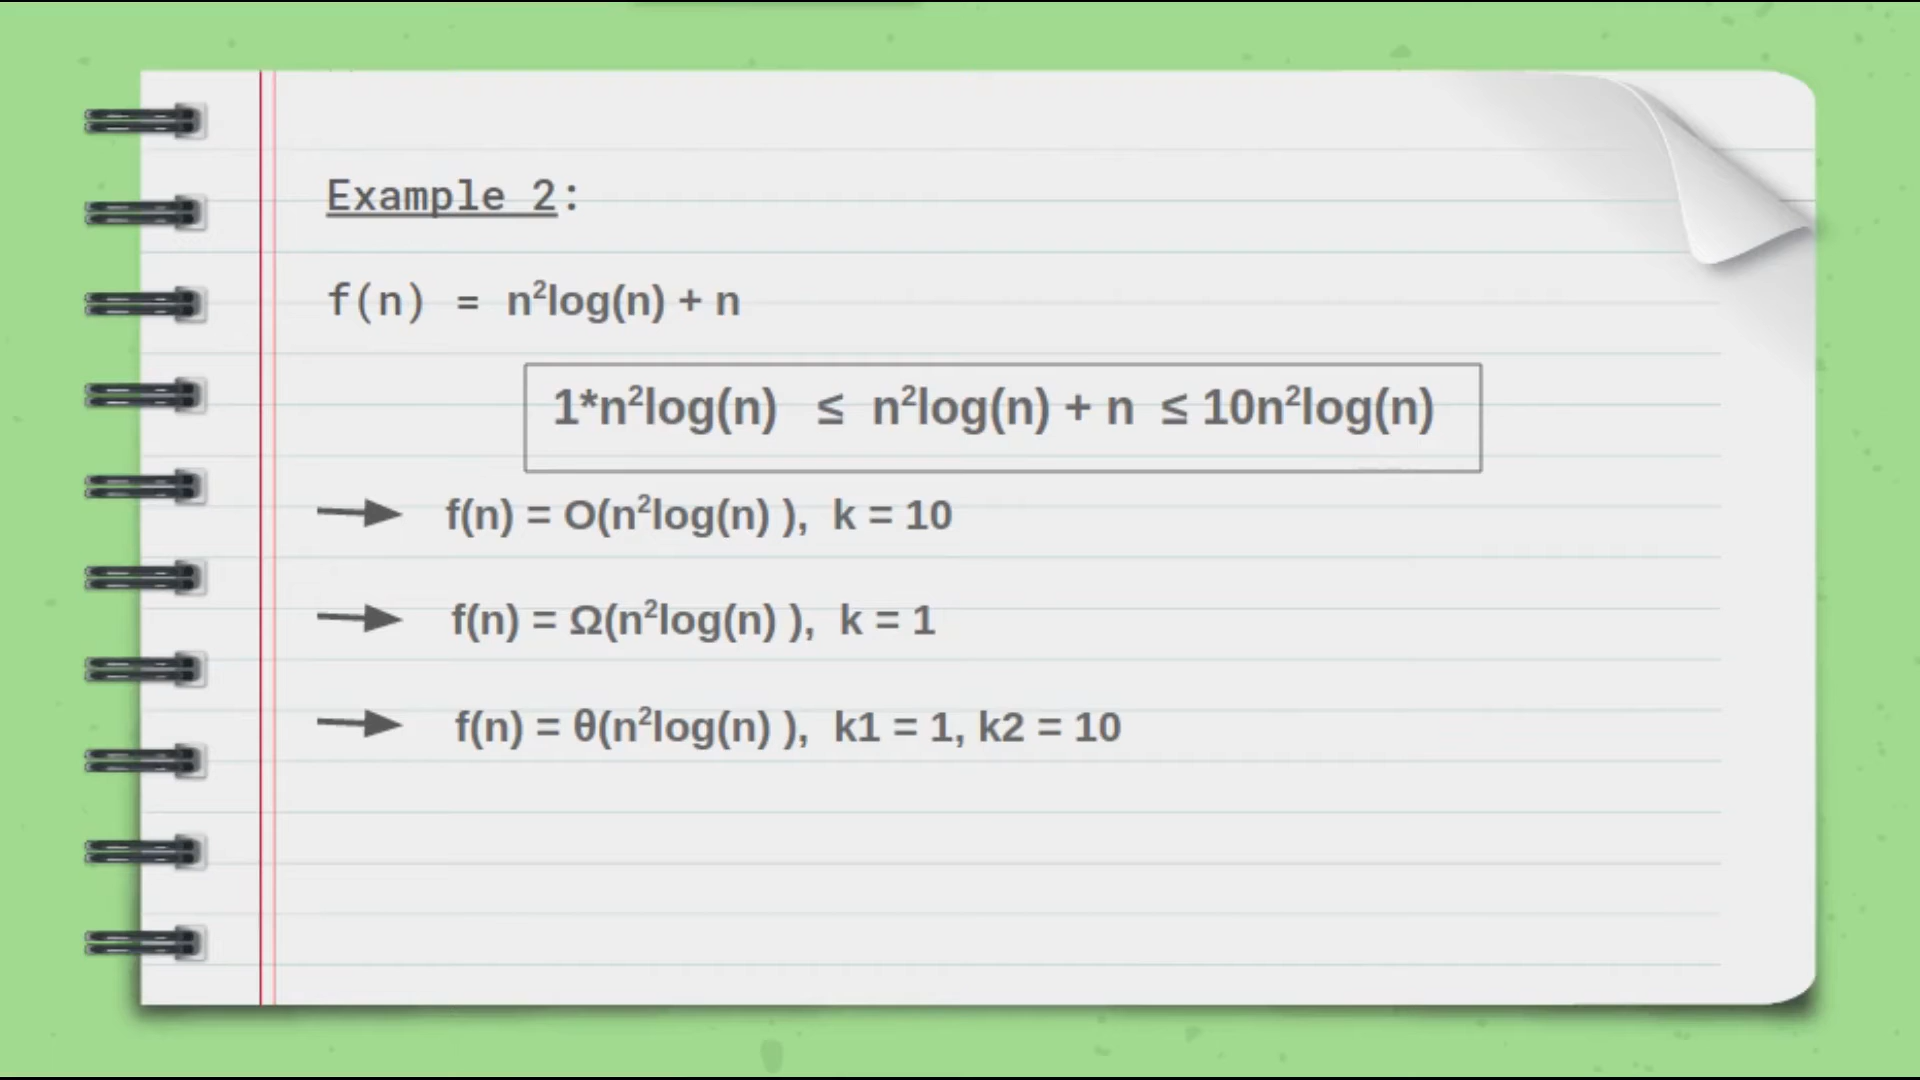 Example 2:
f(n) = n²log(n) + n
1*n²log(n) ≤ n²log(n) + n ≤ 10n²log(n)
f(n) = O(n²log(n) ), k = 10
f(n) = Ω(n²log(n) ), k = 1
f(n) = θ(n²log(n) ), k1 = 1, k2 = 10